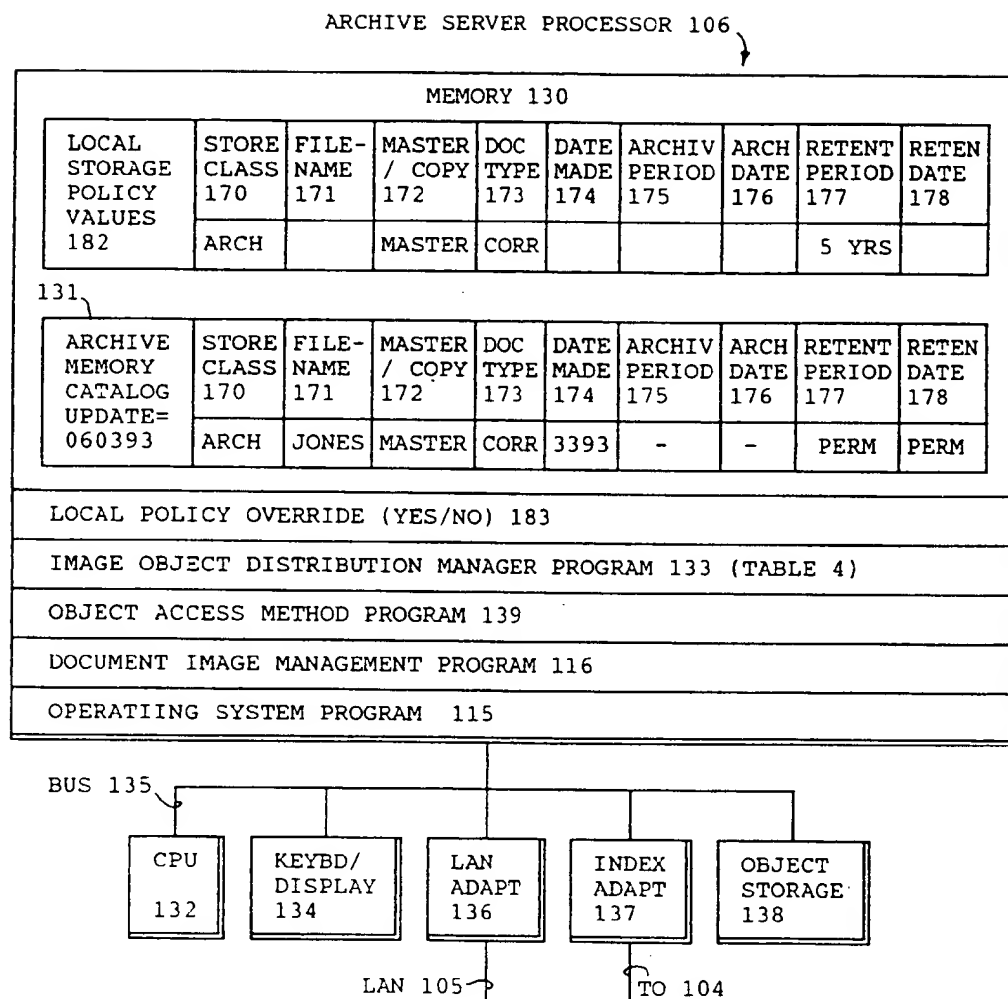 ARCHIVE SERVER PROCESSOR 106
MEMORY 130
LOCAL STORAGE POLICY VALUES 182
STORE CLASS 170
FILE-NAME 171
MASTER / COPY 172
DOC TYPE 173
DATE MADE 174
ARCHIV PERIOD 175
ARCH DATE 176
RETENT PERIOD 177
RETEN DATE 178
ARCH MASTER CORR 5 YRS
131
ARCHIVE MEMORY CATALOG UPDATE= 060393
STORE CLASS 170
FILE-NAME 171
MASTER / COPY 172
DOC TYPE 173
DATE MADE 174
ARCHIV PERIOD 175
ARCH DATE 176
RETENT PERIOD 177
RETEN DATE 178
ARCH JONES MASTER CORR 3393 - - PERM PERM
LOCAL POLICY OVERRIDE (YES/NO) 183
IMAGE OBJECT DISTRIBUTION MANAGER PROGRAM 133 (TABLE 4)
OBJECT ACCESS METHOD PROGRAM 139
DOCUMENT IMAGE MANAGEMENT PROGRAM 116
OPERATIING SYSTEM PROGRAM 115
BUS 135
CPU 132
KEYBD/ DISPLAY 134
LAN ADAPT 136
INDEX ADAPT 137
OBJECT STORAGE 138
LAN 105
TO 104